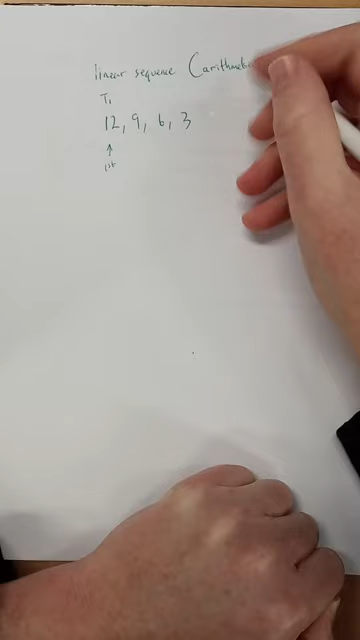 linear sequence (arithmetic
T1
12, 9, 6, 3
↑
1st